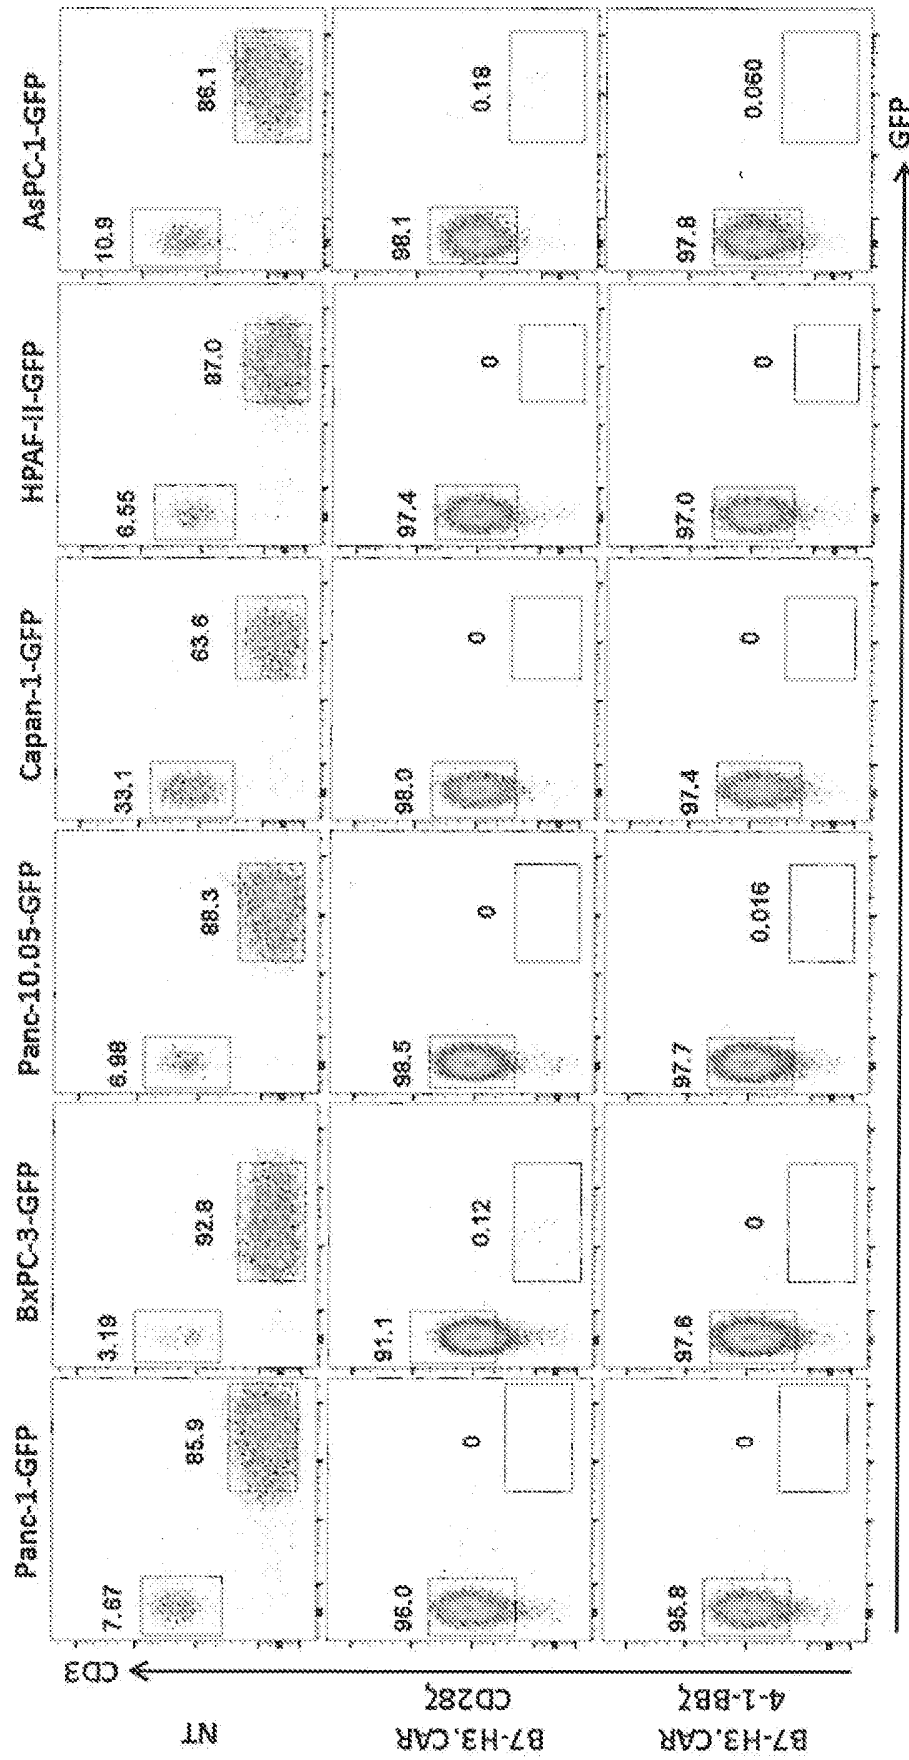 Panc-1-GFP BxPC-3-GFP Panc-10.05-GFP Capan-1-GFP HPAF-II-GFP AsPC-1-GFP
CD3
NT
7.67 85.9 3.19 92.8 6.98 88.3 33.1 63.6 6.55 87.0 10.9 86.1
B7-H3.CAR
CD28ζ
96.0 0 91.1 0.12 98.5 0 98.0 0 97.4 0 98.1 0.18
B7-H3.CAR
4-1-BBζ
95.8 0 97.6 0 97.7 0.016 97.4 0 97.0 0 97.8 0.060
GFP